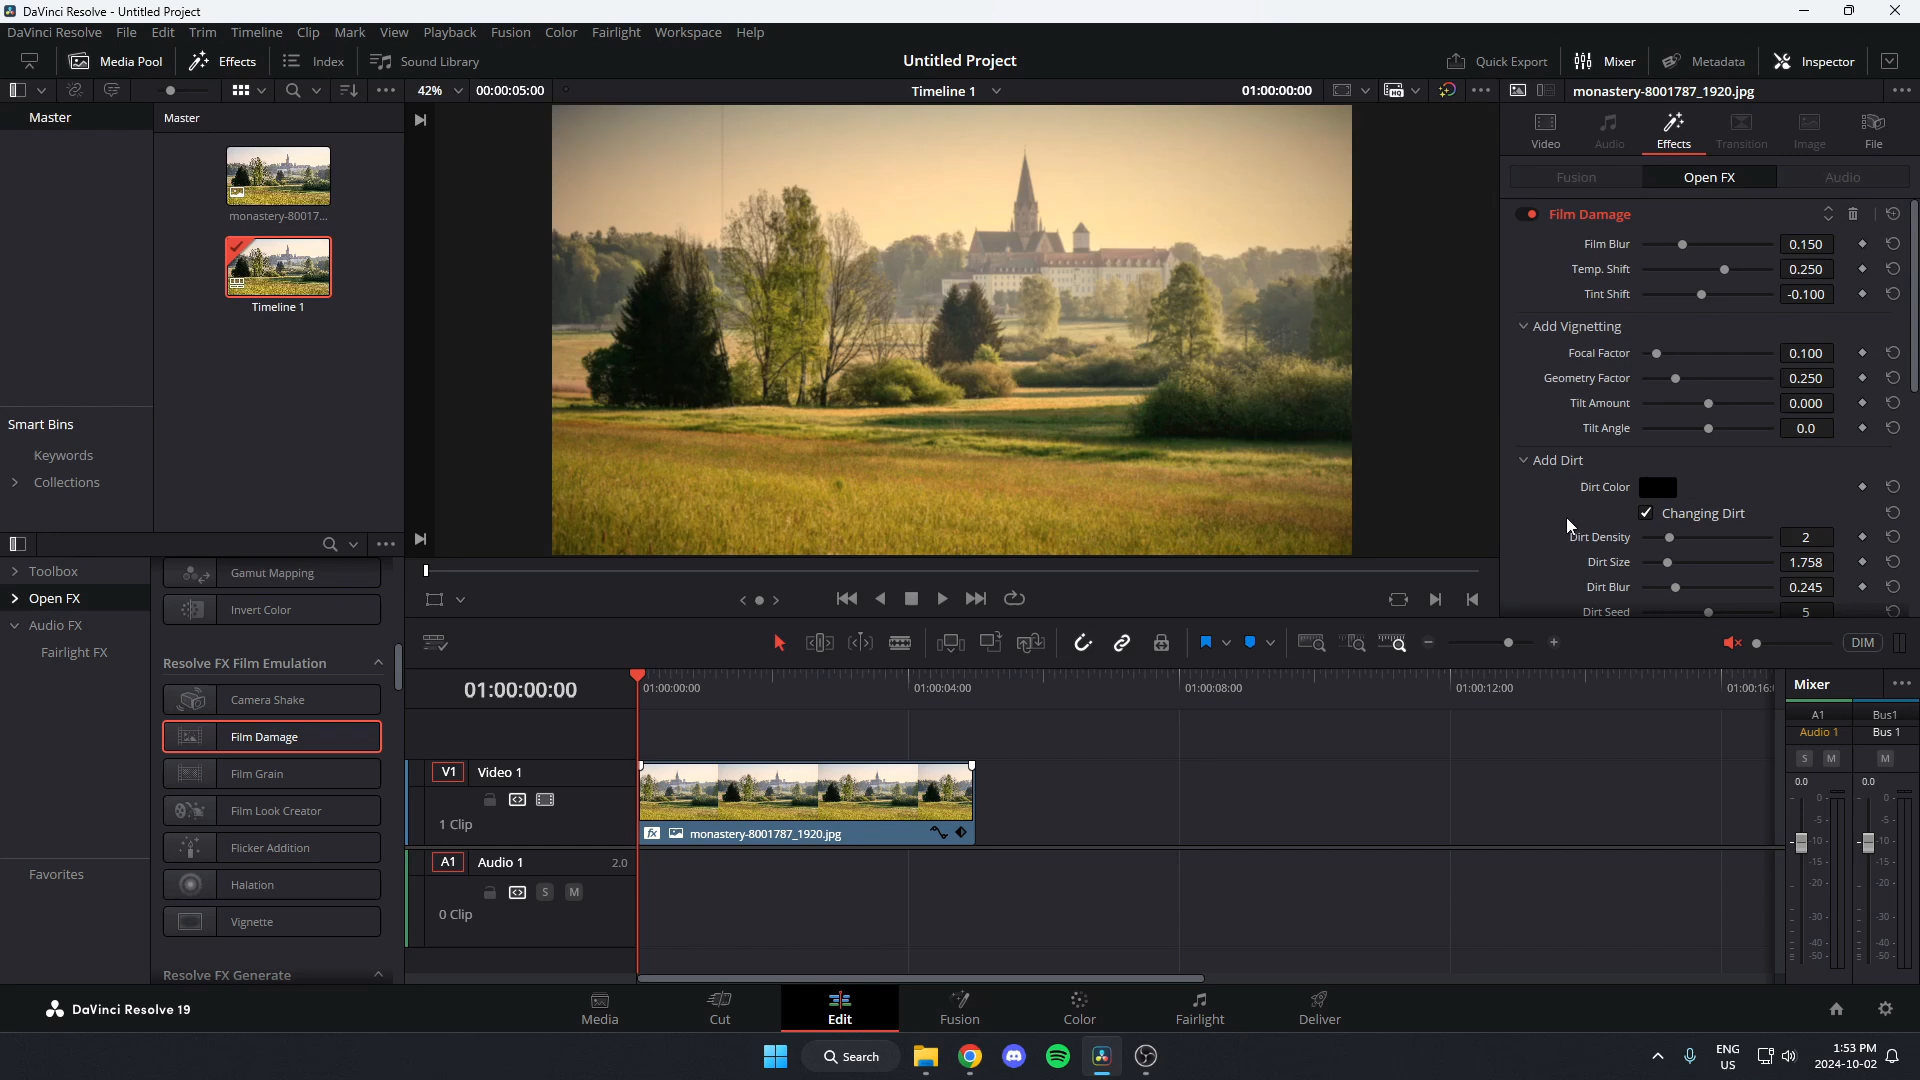 DaVinci Resolve - Untitled Project
DaVinci Resolve File Edit Trim Timeline Clip Mark View Playback Fusion Color Fairlight Workspace Help
Media Pool Effects Index Sound Library Untitled Project Quick Export Mixer Metadata Inspector
42% 00:00:05:00 Timeline 1 01:00:00:00 monastery-8001787_1920.jpg
Master
Master
monastery-80017...
Timeline 1
Smart Bins
Keywords
Collections
Video Audio Effects Transition Image File
Fusion Open FX Audio
Film Damage
Film Blur 0.150
Temp. Shift 0.250
Tint Shift -0.100
Add Vignetting
Focal Factor 0.100
Geometry Factor 0.250
Tilt Amount 0.000
Tilt Angle 0.0
Add Dirt
Dirt Color
Changing Dirt
Dirt Density 2
Dirt Size 1.758
Dirt Blur 0.245
Dirt Seed 5
Toolbox
Open FX
Audio FX
Fairlight FX
Favorites
Gamut Mapping
Invert Color
Resolve FX Film Emulation
Camera Shake
Film Damage
Film Grain
Film Look Creator
Flicker Addition
Halation
Vignette
Resolve FX Generate
DIM
01:00:00:00 01:00:00:00 01:00:04:00 01:00:08:00 01:00:12:00 01:00:16:
V1 Video 1
1 Clip
fx monastery-8001787_1920.jpg
A1 Audio 1 2.0
S M
0 Clip
Mixer
A1 Bus1
Audio 1 Bus 1
S M M
0.0 0.0
0 0
-5 -5
-10 -10
-15 -15
-20 -20
-30 -30
-40 -40
-50 -50
DaVinci Resolve 19
Media Cut Edit Fusion Color Fairlight Deliver
Search
ENG
US
1:53 PM
2024-10-02